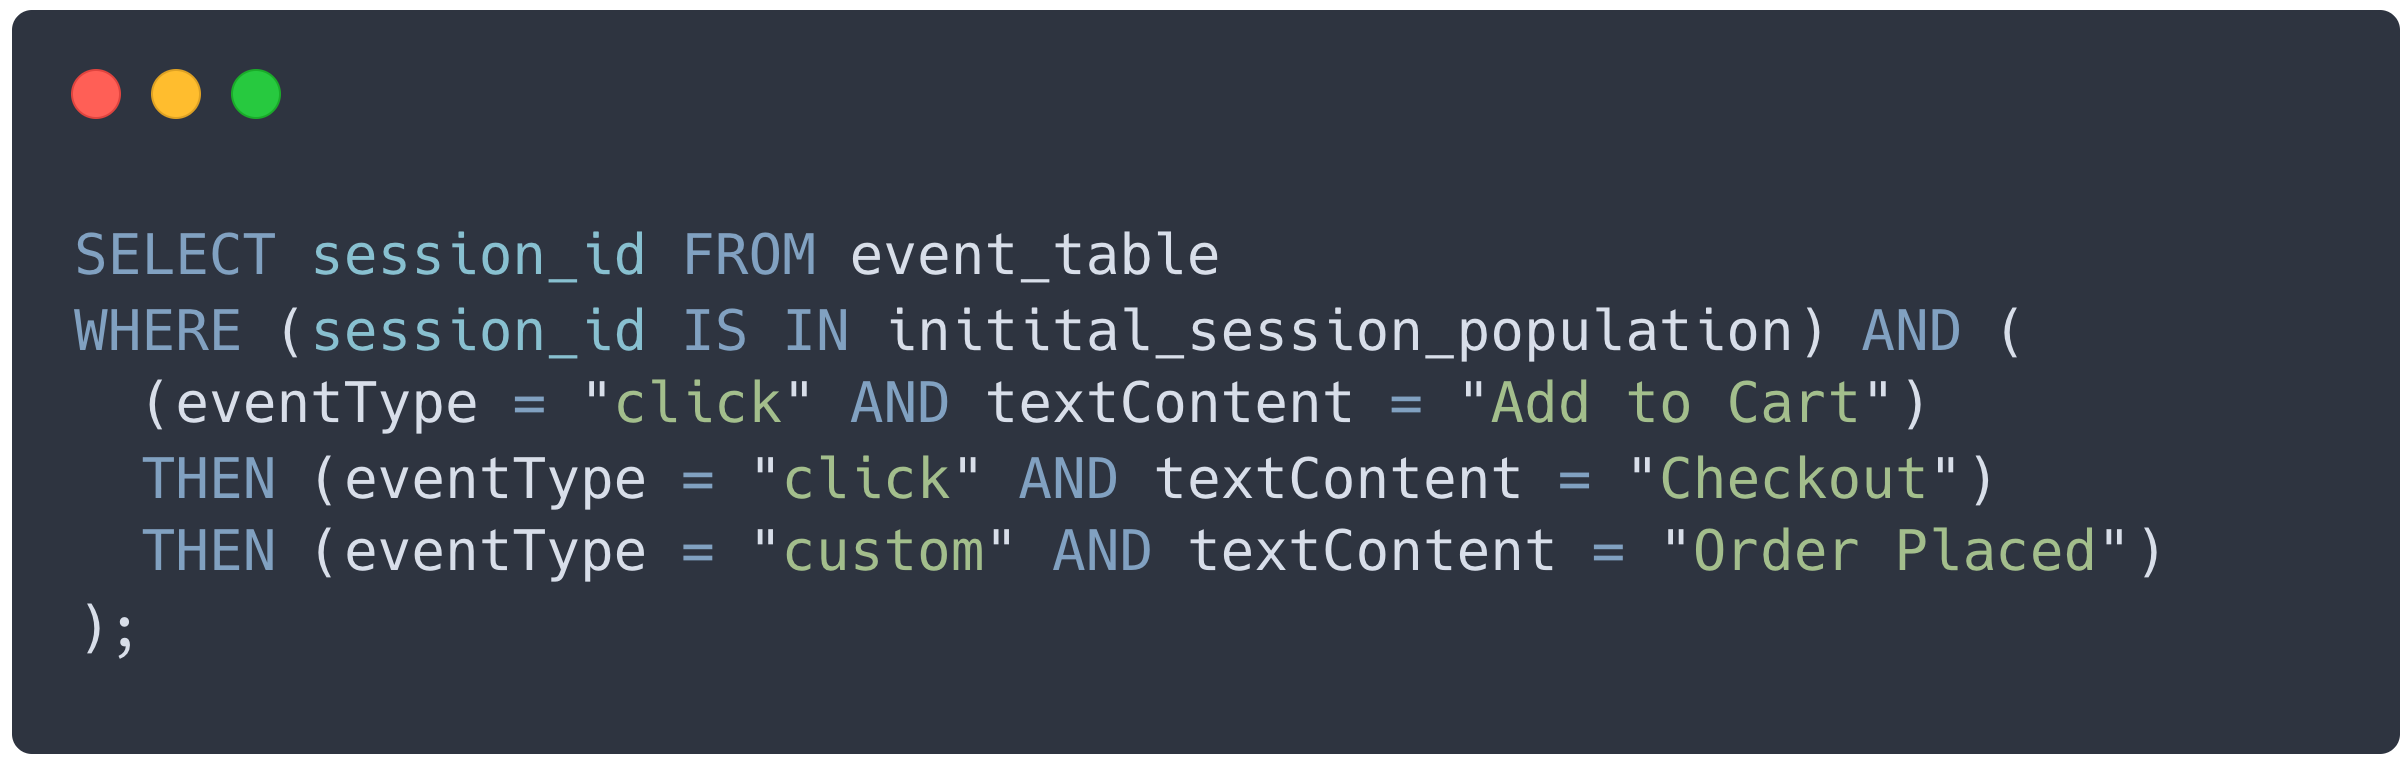 SELECT session_id FROM event_table
WHERE (session_id IS IN initital_session_population) AND (
  (eventType = "click" AND textContent = "Add to Cart")
  THEN (eventType = "click" AND textContent = "Checkout")
  THEN (eventType = "custom" AND textContent = "Order Placed")
);